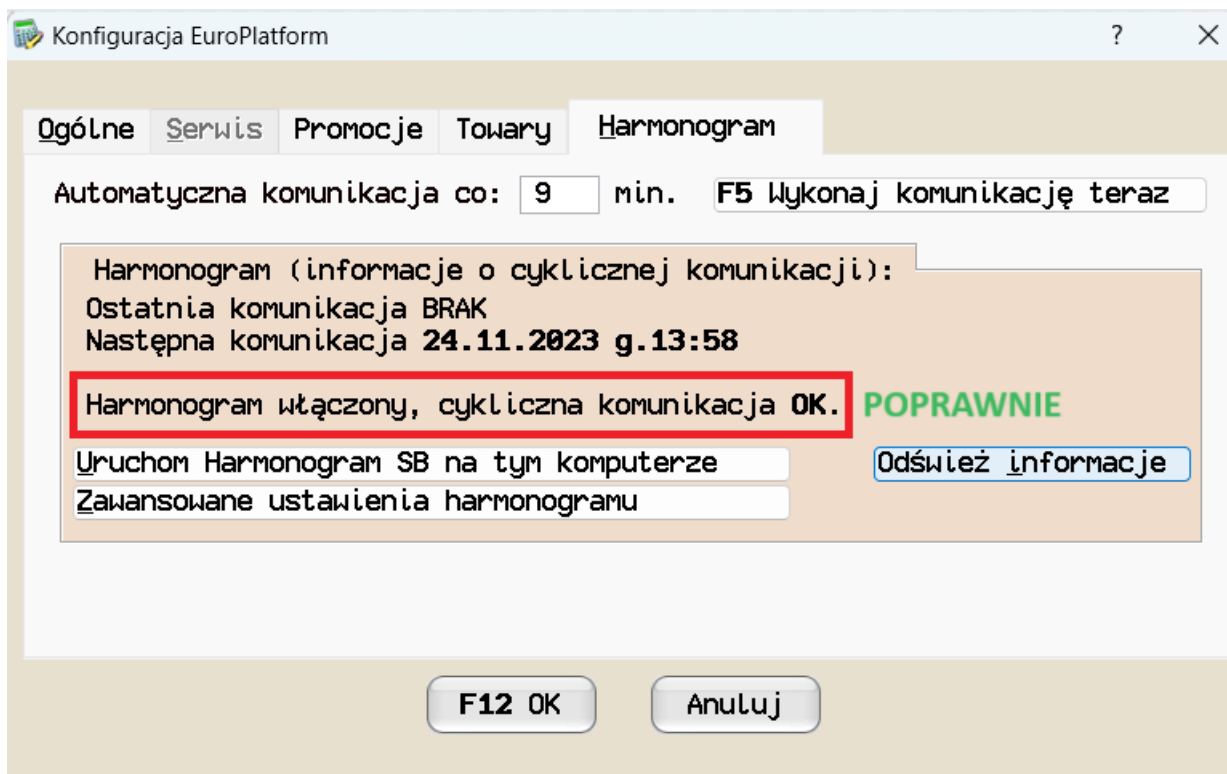 Konfiguracja EuroPlatform ?
Ogólne Serwis Promocje Towary Harmonogram
Automatyczna komunikacja co: 9 min. F5 Wykonaj komunikację teraz
Harmonogram (informacje o cyklicznej komunikacji):
Ostatnia komunikacja BRAK
Następna komunikacja 24.11.2023 g.13:58
Harmonogram włączony, cykliczna komunikacja OK. POPRAWNIE
Uruchom Harmonogram SB na tym komputerze Odśwież informacje
Zawansowane ustawienia harmonogramu
F12 OK Anuluj